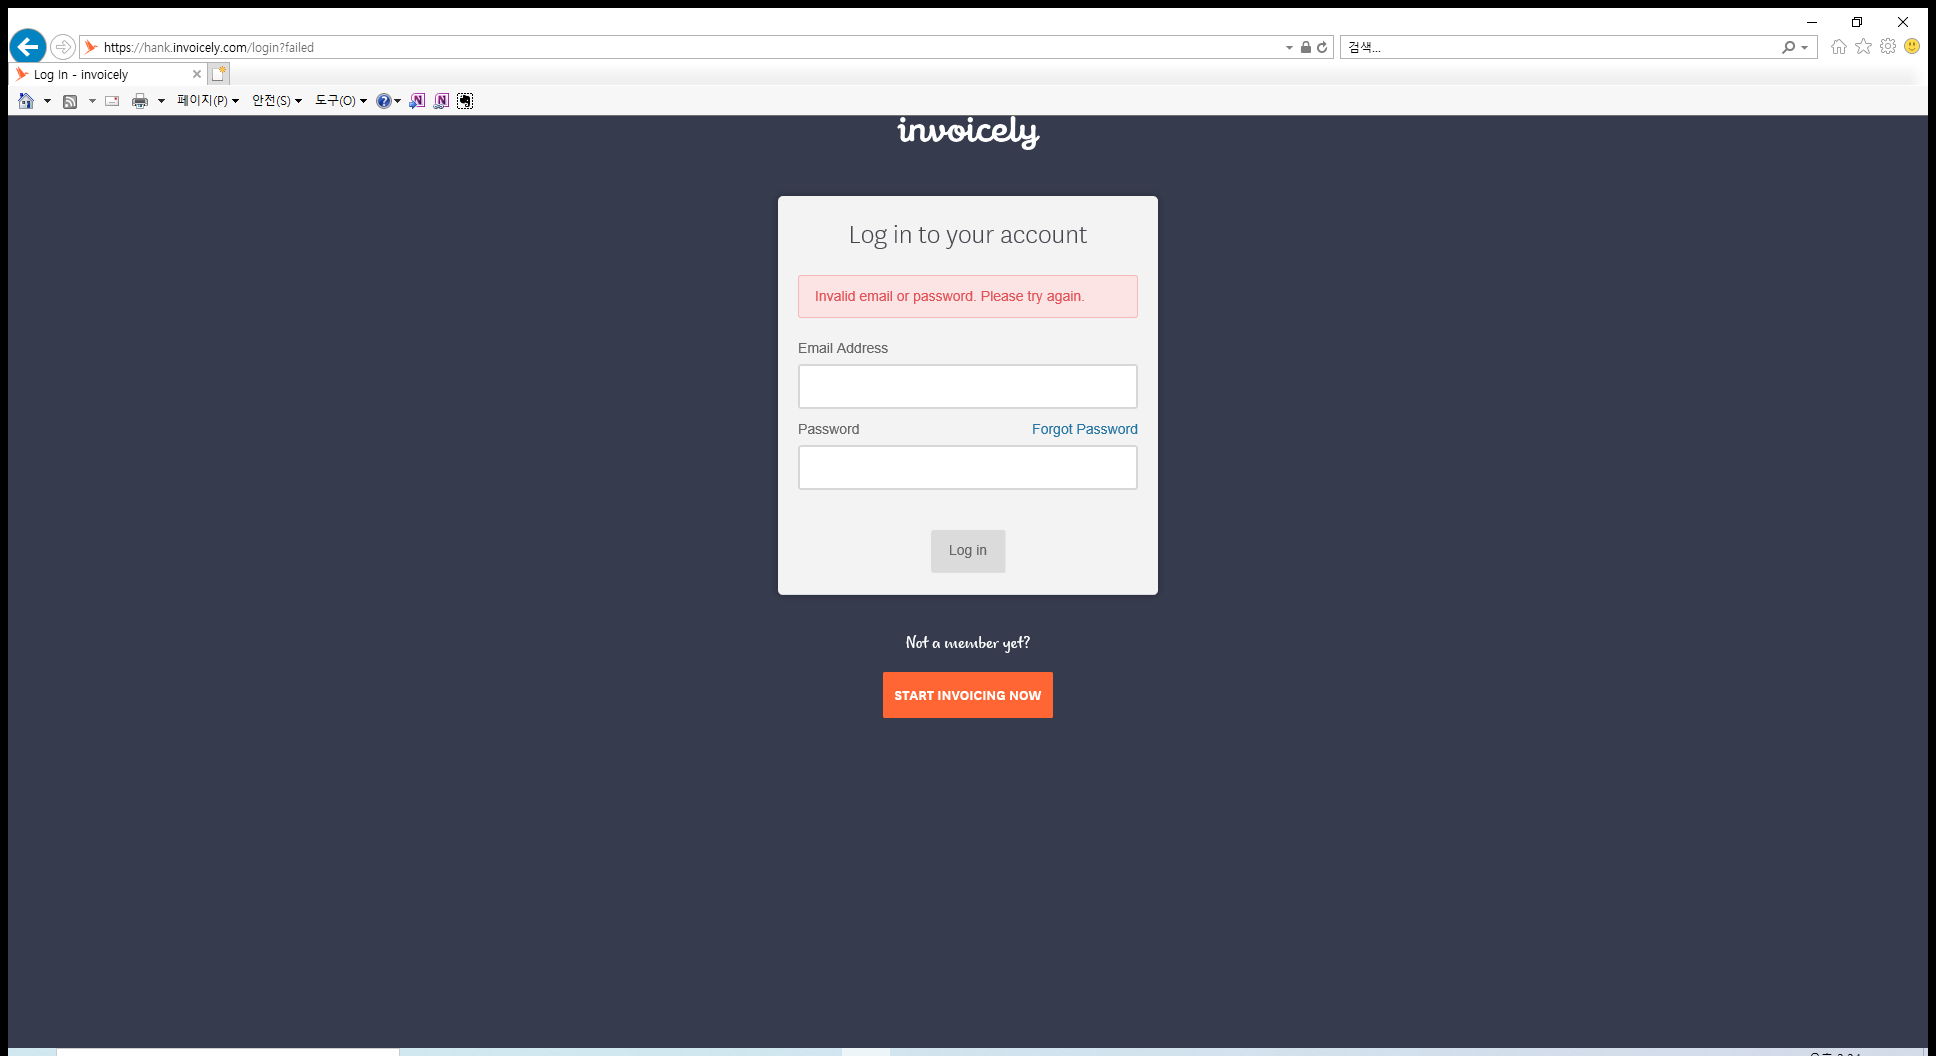 https://hank.invoicely.com/login?failed
검색...
Log In - invoicely
페이지(P) 안전(S) 도구(O)
invoicely
Log in to your account
Invalid email or password. Please try again.
Email Address
Password Forgot Password
Log in
Not a member yet?
START INVOICING NOW